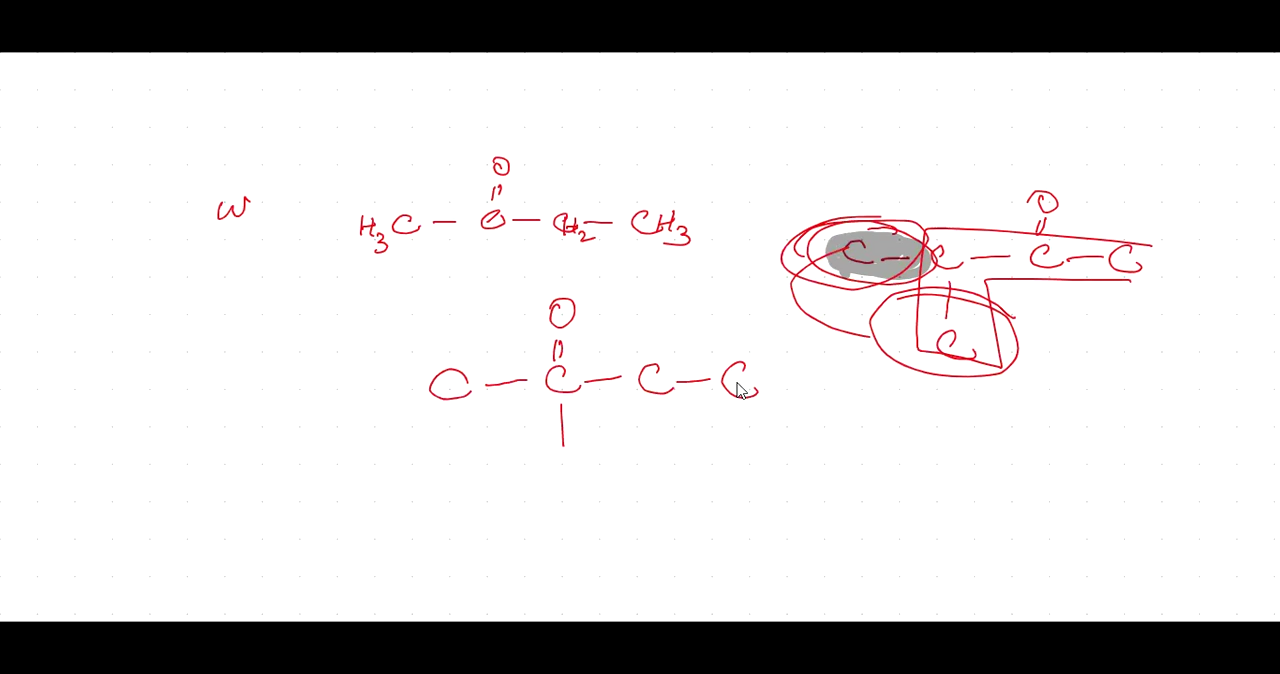 w
O
||
H₃C — C — CH₂ — CH₃
O
||
C — C — C — C
|
C
O
||
C — C — C — C
|